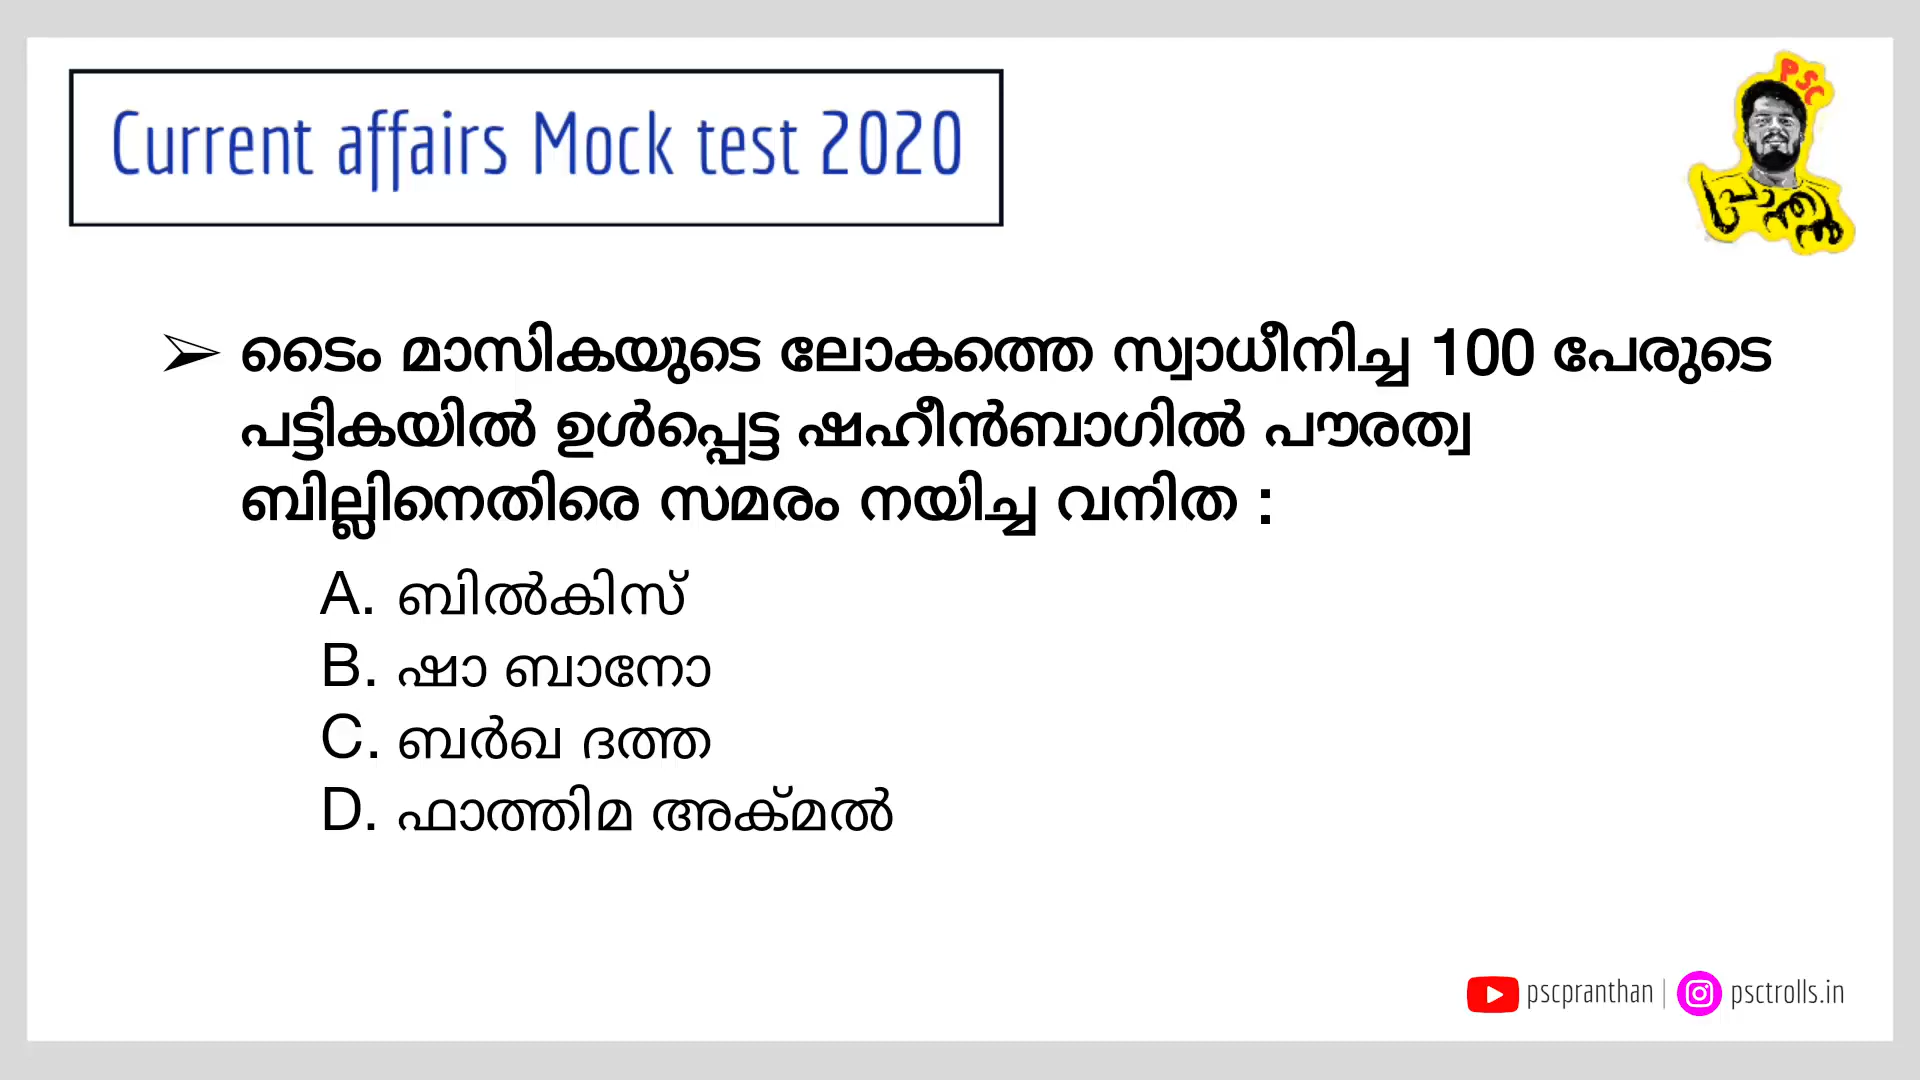 Current affairs Mock test 2020
PSC
പ്രാന്തൻ
➢ ടൈം മാസികയുടെ ലോകത്തെ സ്വാധീനിച്ച 100 പേരുടെ
പട്ടികയിൽ ഉൾപ്പെട്ട ഷഹീൻബാഗിൽ പൗരത്വ
ബില്ലിനെതിരെ സമരം നയിച്ച വനിത :
A. ബിൽകിസ്
B. ഷാ ബാനോ
C. ബർഖ ദത്ത
D. ഫാത്തിമ അക്മൽ
pscpranthan | psctrolls.in